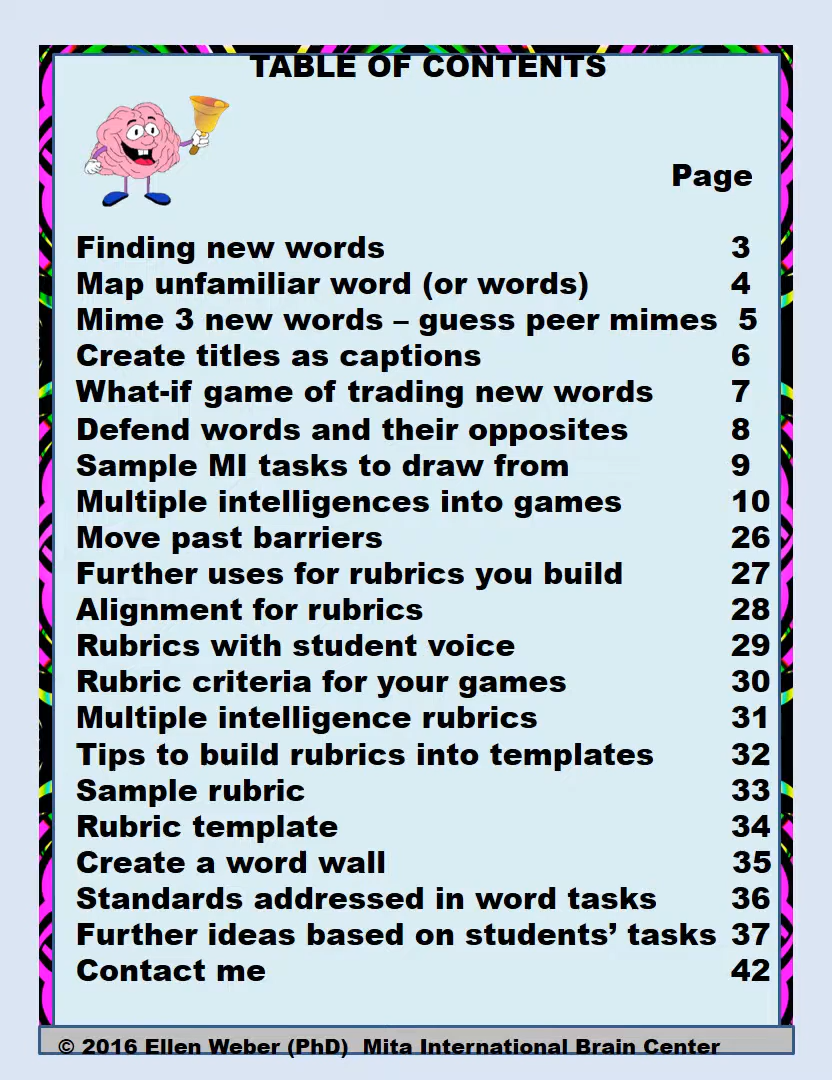 TABLE OF CONTENTS
Page
Finding new words 3
Map unfamiliar word (or words) 4
Mime 3 new words – guess peer mimes 5
Create titles as captions 6
What-if game of trading new words 7
Defend words and their opposites 8
Sample MI tasks to draw from 9
Multiple intelligences into games 10
Move past barriers 26
Further uses for rubrics you build 27
Alignment for rubrics 28
Rubrics with student voice 29
Rubric criteria for your games 30
Multiple intelligence rubrics 31
Tips to build rubrics into templates 32
Sample rubric 33
Rubric template 34
Create a word wall 35
Standards addressed in word tasks 36
Further ideas based on students’ tasks 37
Contact me 42
© 2016 Ellen Weber (PhD) Mita International Brain Center